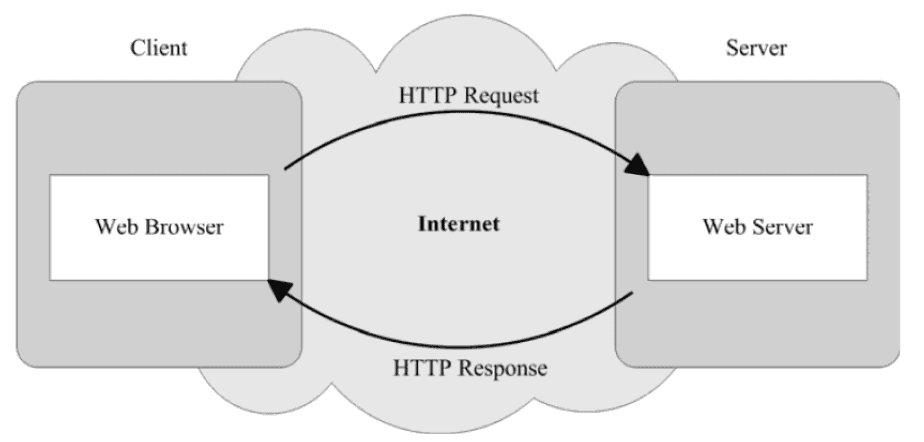 Client
Server
HTTP Request
Web Browser
Internet
Web Server
HTTP Response